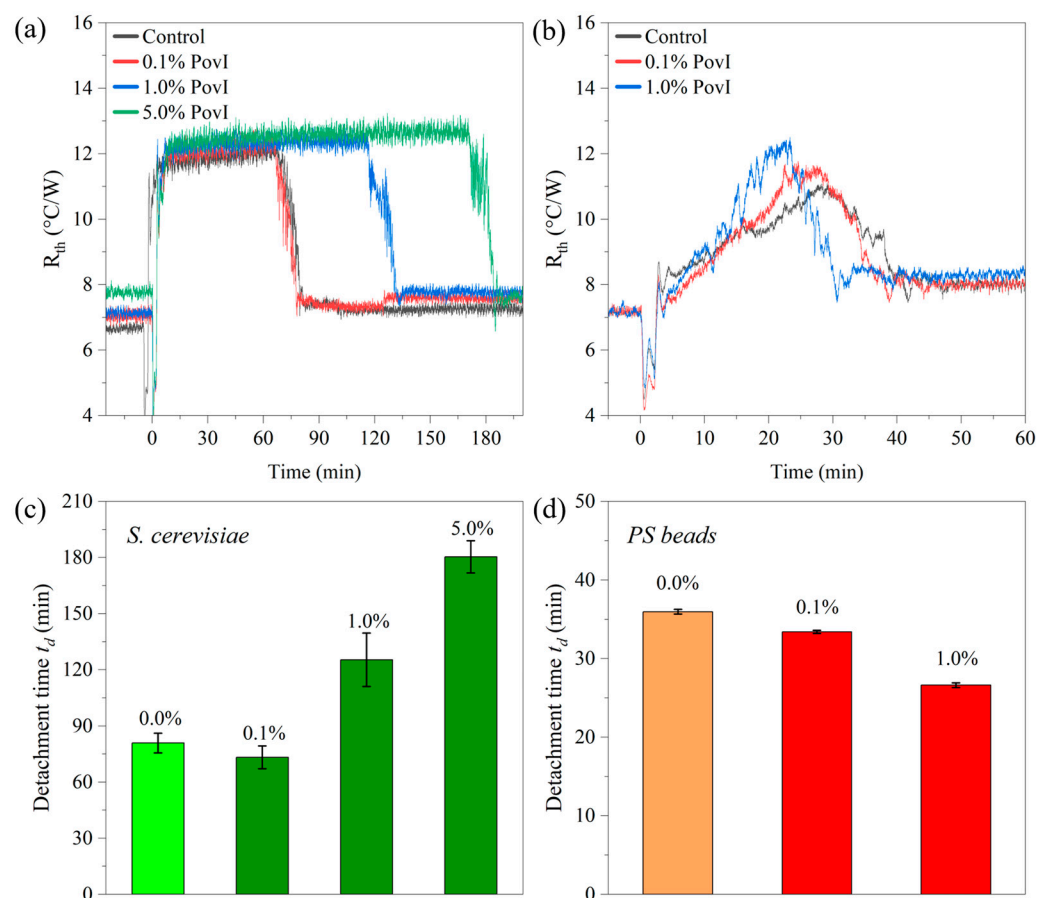 (a)
16
14
12
10
8
6
4
R_th (°C/W)
Control
0.1% PovI
1.0% PovI
5.0% PovI
0 30 60 90 120 150 180
Time (min)
(b)
16
14
12
10
8
6
4
R_th (°C/W)
Control
0.1% PovI
1.0% PovI
0 10 20 30 40 50 60
Time (min)
(c)
210
180
150
120
90
60
30
0
Detachment time t_d (min)
S. cerevisiae
0.0%
0.1%
1.0%
5.0%
(d)
50
40
30
20
10
0
Detachment time t_d (min)
PS beads
0.0%
0.1%
1.0%